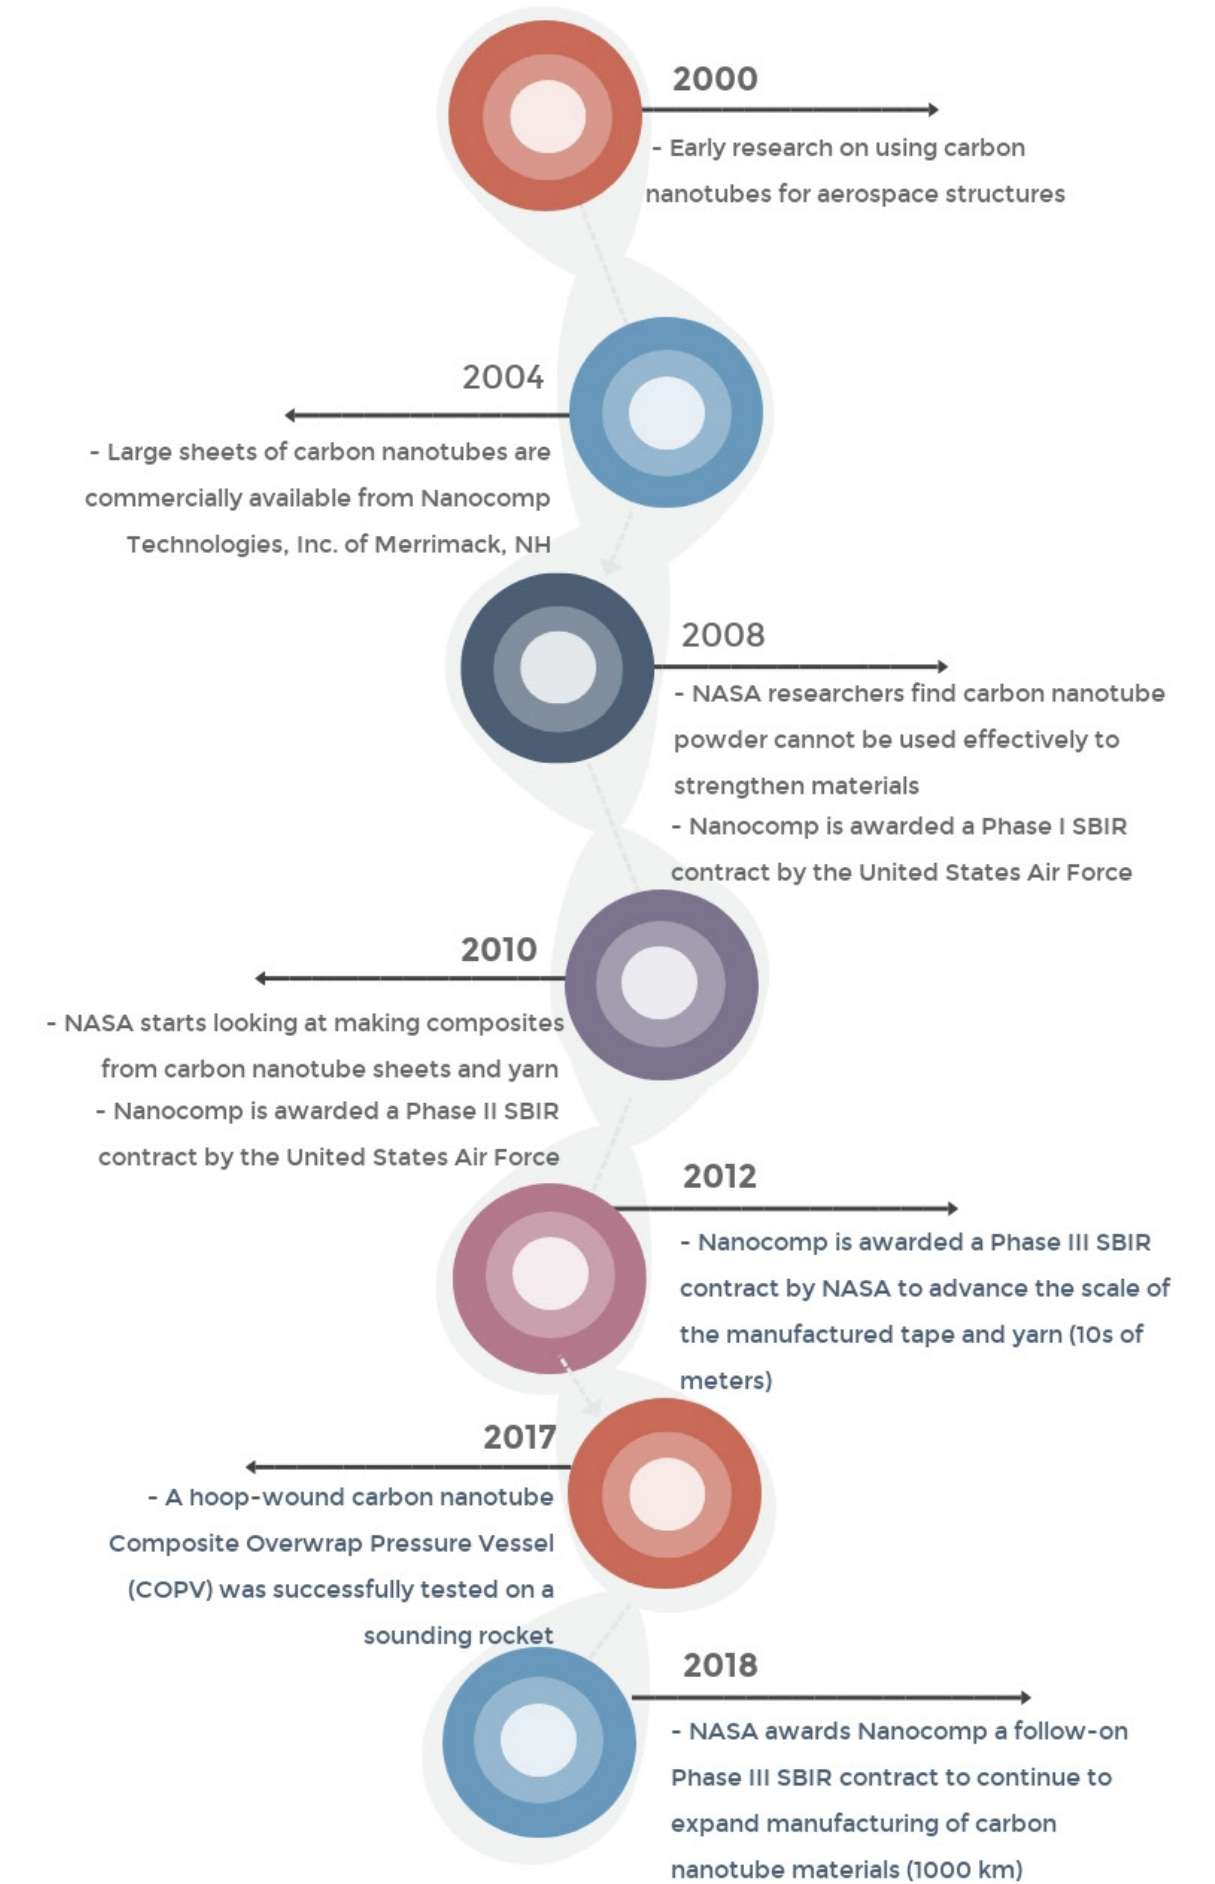 2000
- Early research on using carbon
nanotubes for aerospace structures
2004
- Large sheets of carbon nanotubes are
commercially available from Nanocomp
Technologies, Inc. of Merrimack, NH
2008
- NASA researchers find carbon nanotube
powder cannot be used effectively to
strengthen materials
- Nanocomp is awarded a Phase I SBIR
contract by the United States Air Force
2010
- NASA starts looking at making composites
from carbon nanotube sheets and yarn
- Nanocomp is awarded a Phase II SBIR
contract by the United States Air Force
2012
- Nanocomp is awarded a Phase III SBIR
contract by NASA to advance the scale of
the manufactured tape and yarn (10s of
meters)
2017
- A hoop-wound carbon nanotube
Composite Overwrap Pressure Vessel
(COPV) was successfully tested on a
sounding rocket
2018
- NASA awards Nanocomp a follow-on
Phase III SBIR contract to continue to
expand manufacturing of carbon
nanotube materials (1000 km)